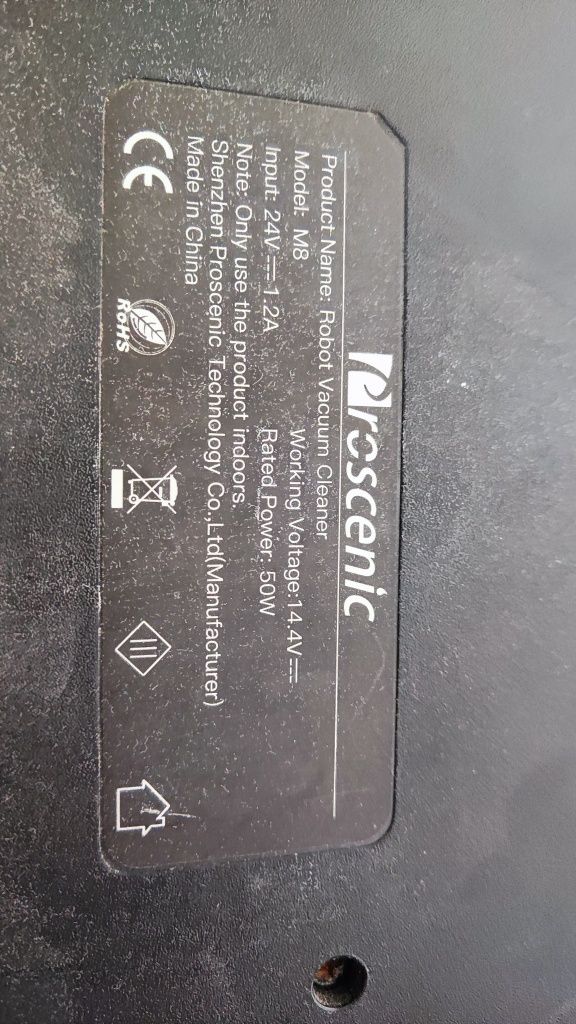 Proscenic
Product Name: Robot Vacuum Cleaner
Model: M8 Working Voltage:14.4V⎓
Input: 24V⎓1.2A Rated Power: 50W
Note: Only use the product indoors.
Shenzhen Proscenic Technology Co.,Ltd(Manufacturer)
Made in China
CE
RoHS